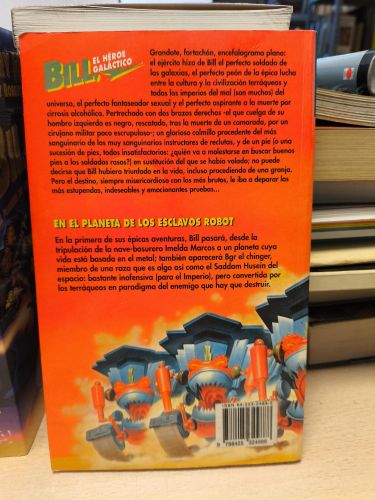 BILL,
EL HÉROE
GALÁCTICO
Grandote, fortachón, encefalograma plano:
el ejército hizo de Bill el perfecto soldado de
las galaxias, el perfecto peón de la épica lucha
entre la cultura y la civilización terráqueas y
todos los imperios del mal (son muchos) del
universo, el perfecto fantaseador sexual y el perfecto aspirante a la muerte por
cirrosis alcohólica. Pertrechado con dos brazos derechos -el que cuelga de su
hombro izquierdo es negro, rescatado, tras la muerte de un camarada, por un
cirujano militar poco escrupuloso-; un glorioso colmillo procedente del más
sanguinario de los muy sanguinarios instructores de reclutas, y de un pie (o una
sucesión de pies, todos insatisfactorios: ¿quién va a molestarse en buscar buenos
pies a los soldados rasos?) en sustitución del que se había volado; no puede
decirse que Bill hubiera triunfado en la vida, incluso procediendo de una granja.
Pero el destino, siempre misericordioso con los más brutos, le iba a deparar las
más estupendas, indeseables y emocionantes pruebas...
EN EL PLANETA DE LOS ESCLAVOS ROBOT
En la primera de sus épicas aventuras, Bill pasará, desde la
tripulación de la nave-basurero Imelda Marcos a un planeta cuya
vida está basada en el metal; también aparecerá Bgr el chinger,
miembro de una raza que es algo así como el Saddam Husein del
espacio: bastante inofensiva (para el Imperio), pero convertida por
los terráqueos en paradigma del enemigo que hay que destruir.